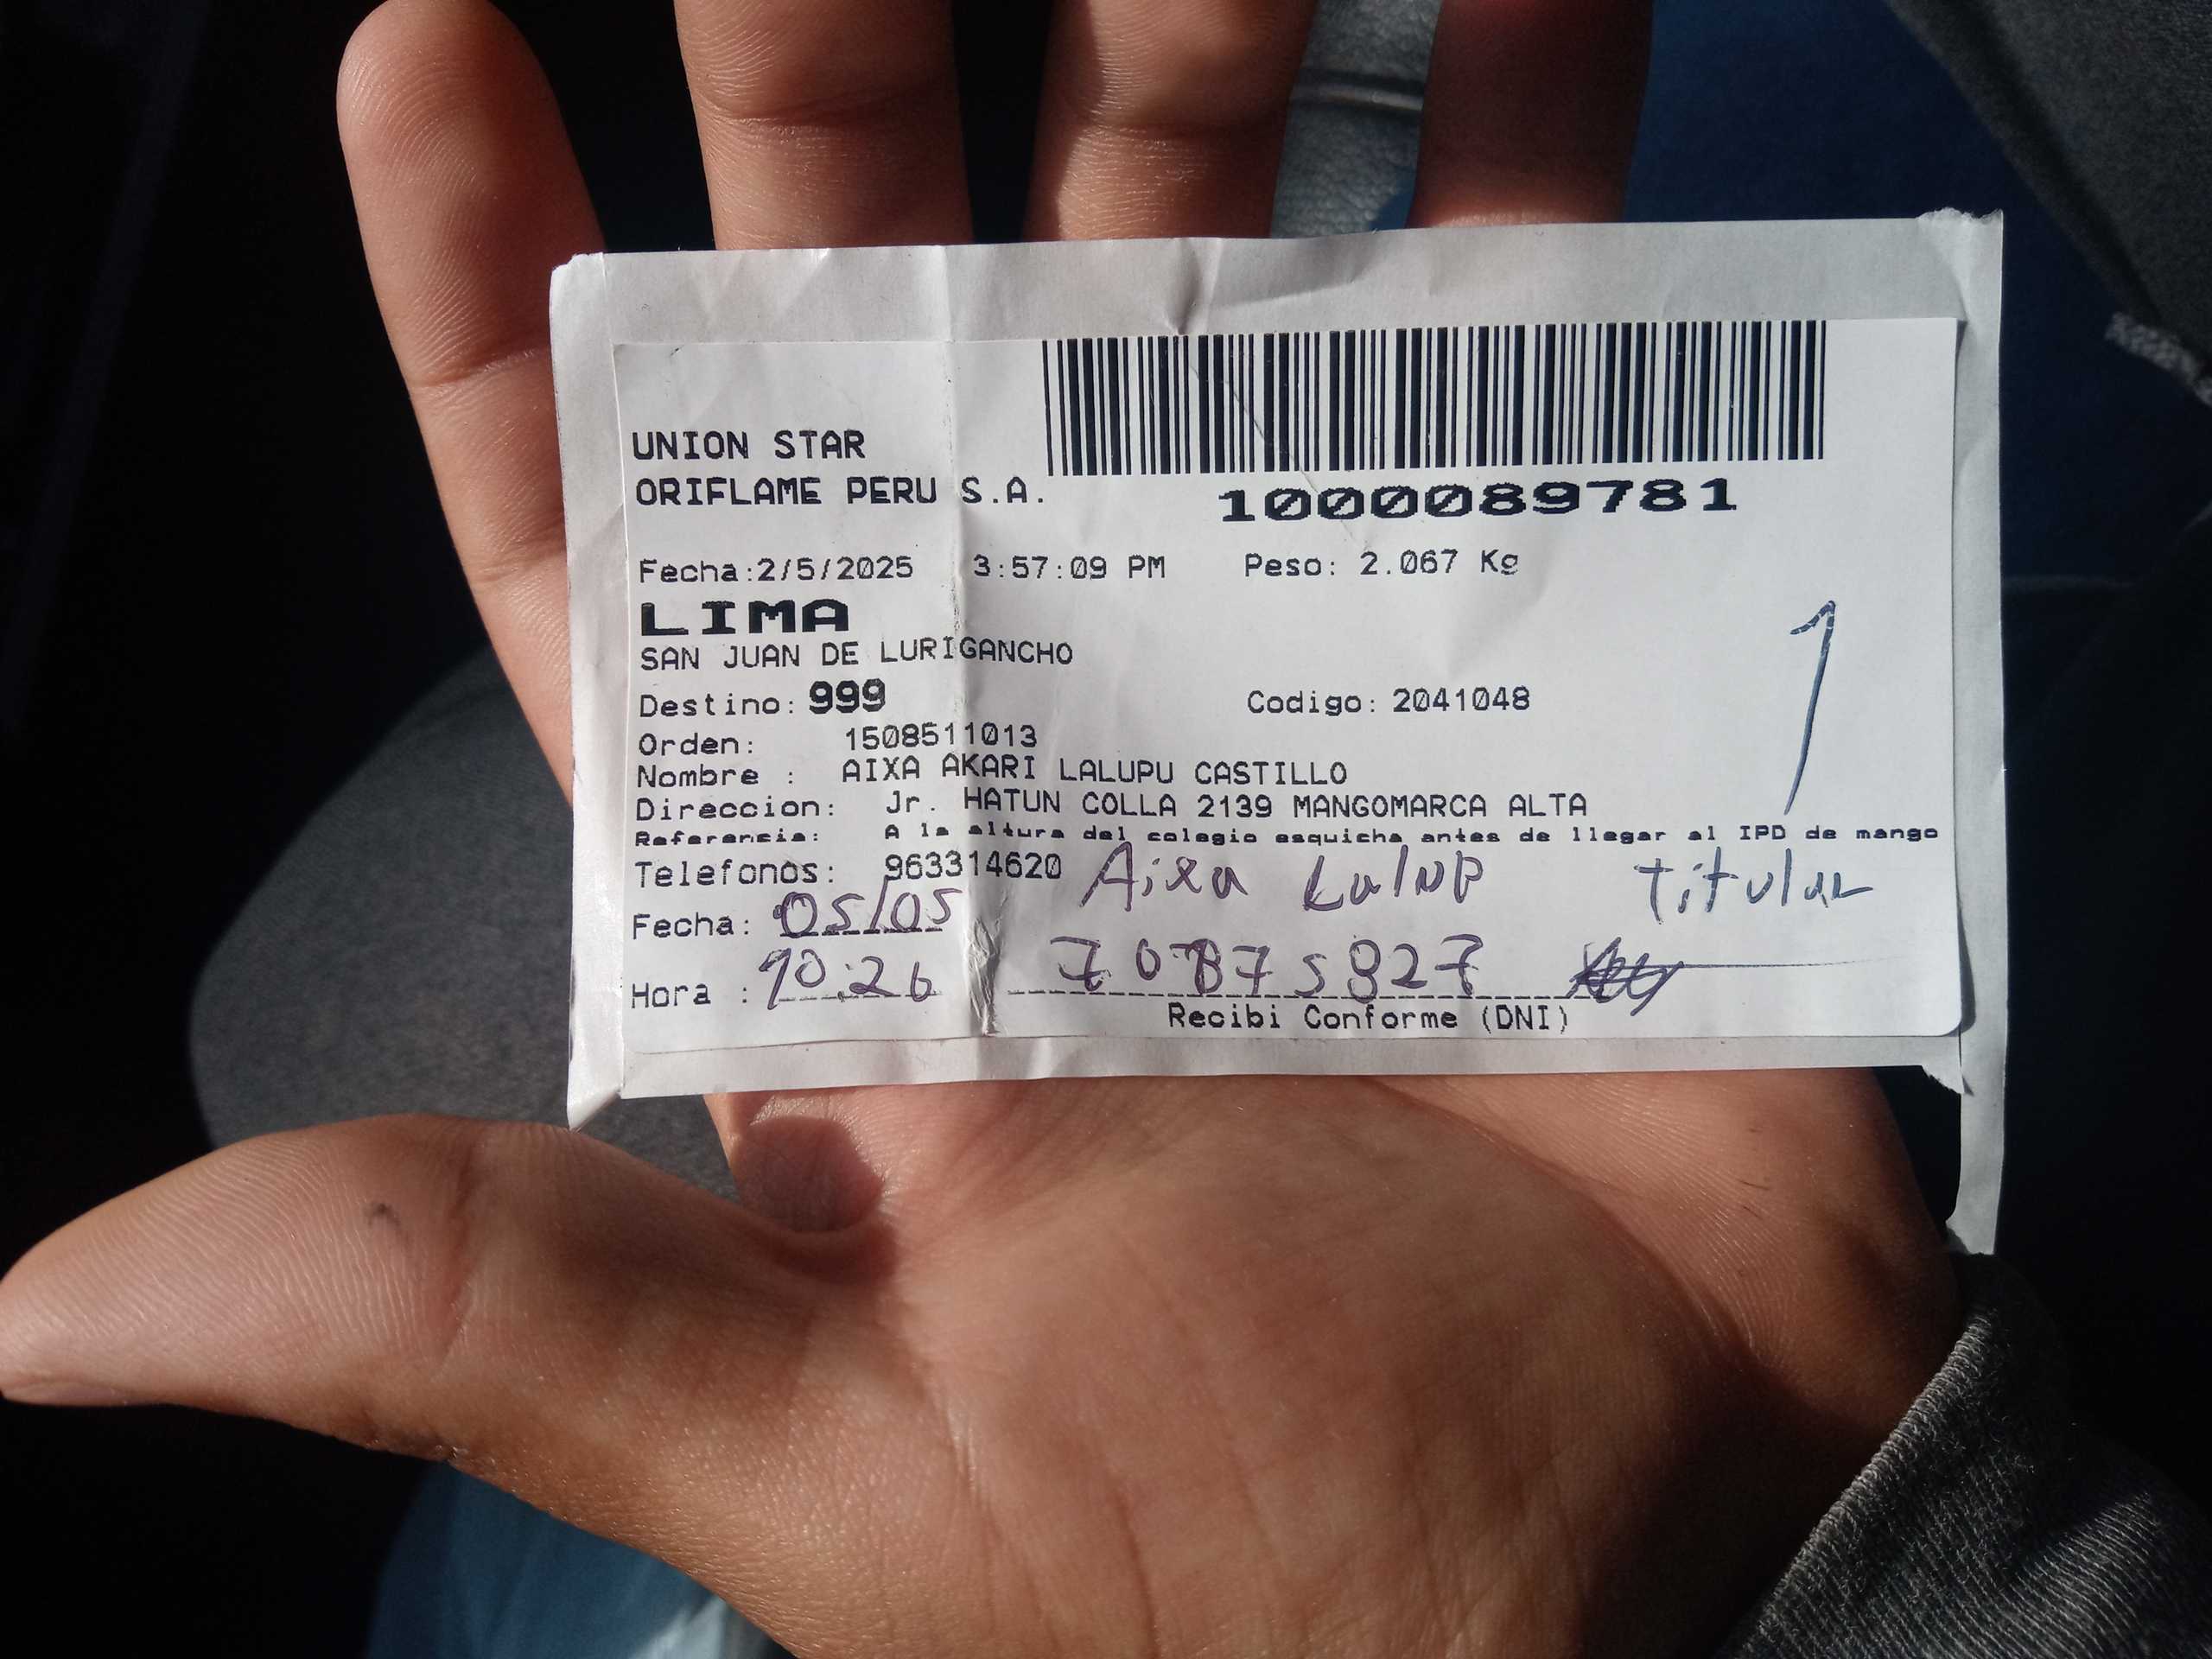 UNION STAR
ORIFLAME PERU S.A.
1000089781
Fecha:2/5/2025 3:57:09 PM Peso: 2.067 Kg
LIMA
SAN JUAN DE LURIGANCHO
1
Destino: 999 Codigo: 2041048
Orden: 1508511013
Nombre : AIXA AKARI LALUPU CASTILLO
Direccion: Jr. HATUN COLLA 2139 MANGOMARCA ALTA
Referencia: A la altura del colegio esquicha antes de llegar al IPD de mango
Telefonos: 963314620 Aixa Lalup titular
Fecha: 05/05
Hora : 10:26 70875827
Recibi Conforme (DNI)